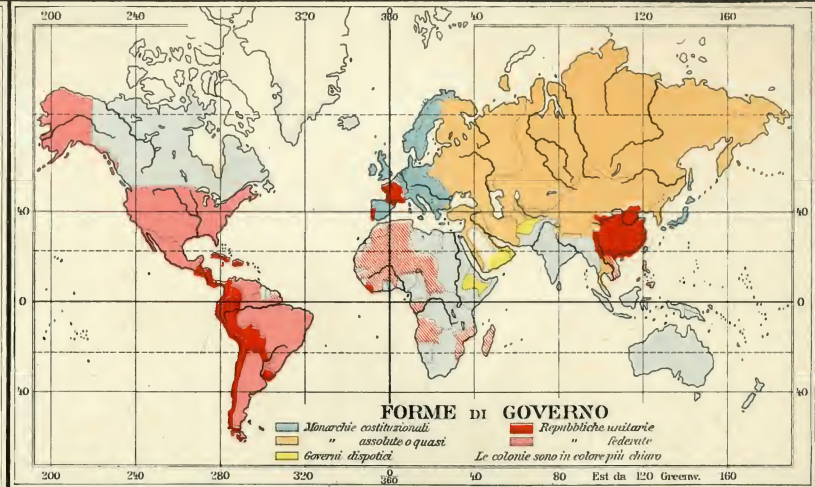 200 240 280 320 360 0 40 80 120 160
40 40
0 0
40 40
FORME DI GOVERNO
Monarchie costituzionali
" assolute o quasi
Governi dispotici
Repubbliche unitarie
" federate
Le colonie sono in colore più chiaro
200 240 280 320 0 360 40 80 Est da 120 Greenw. 160